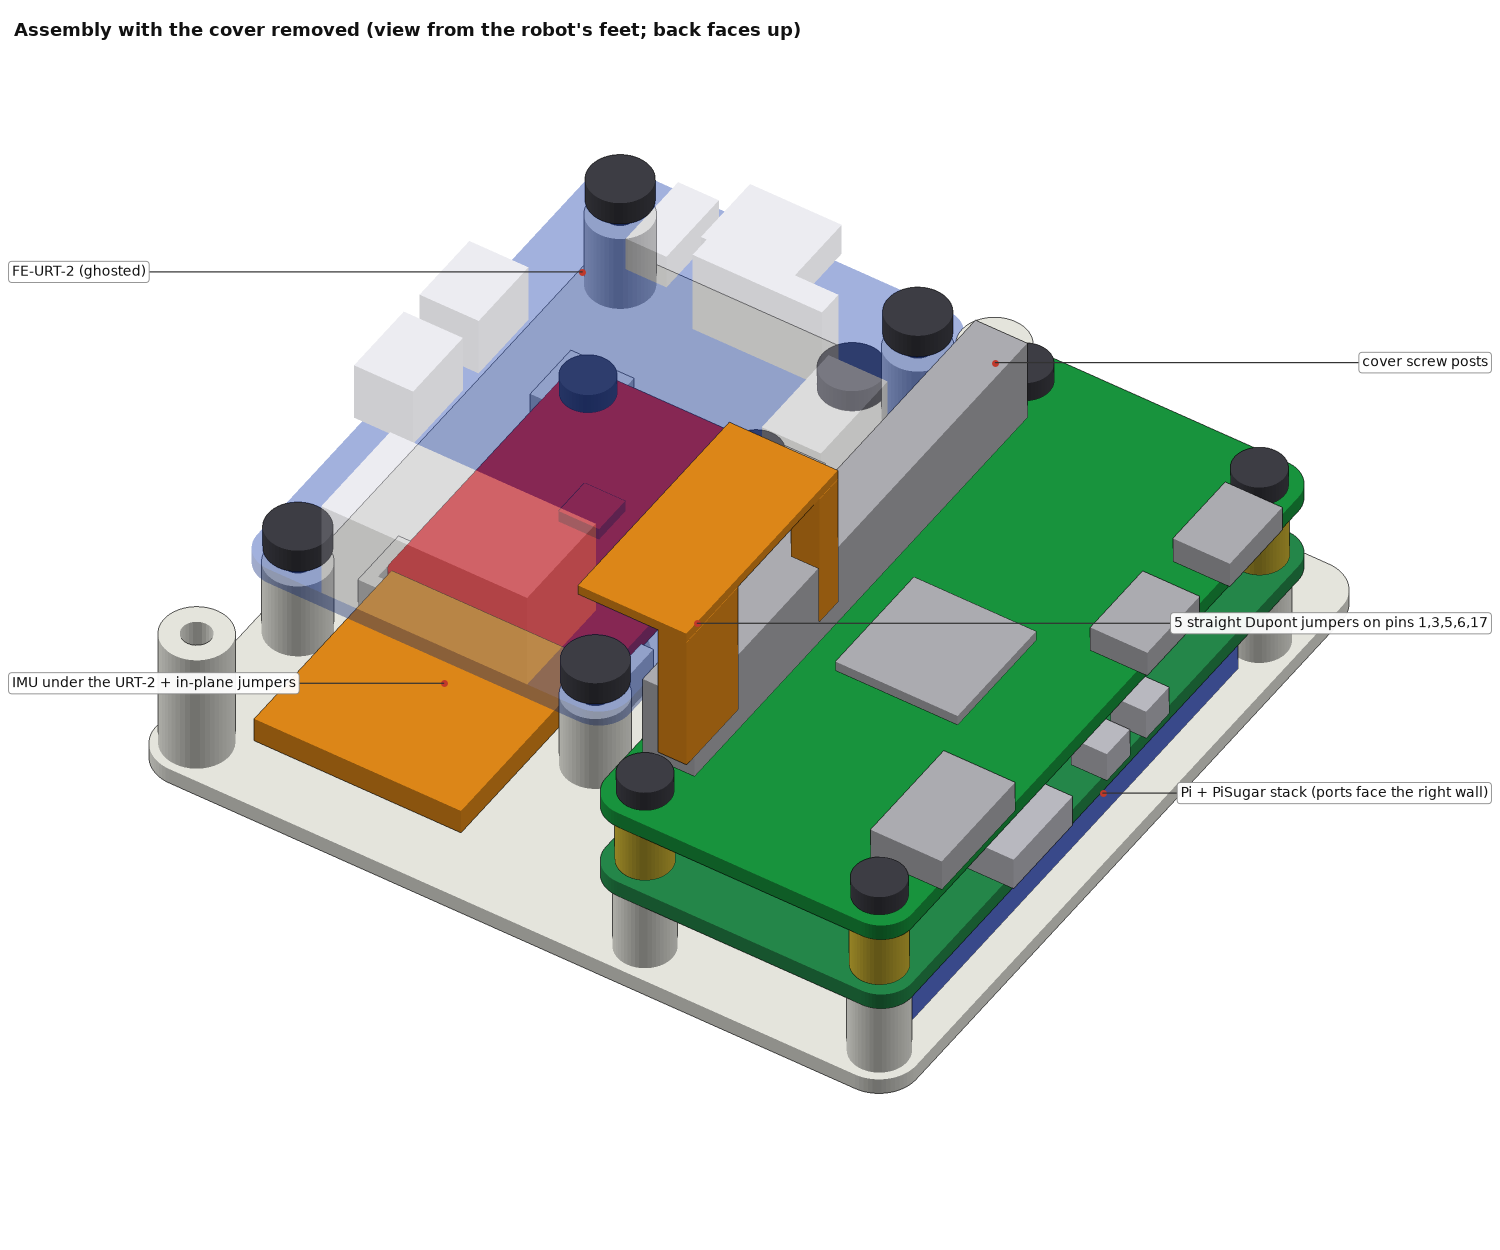 Assembly with the cover removed (view from the robot's feet; back faces up)
FE-URT-2 (ghosted)
cover screw posts
5 straight Dupont jumpers on pins 1,3,5,6,17
IMU under the URT-2 + in-plane jumpers
Pi + PiSugar stack (ports face the right wall)